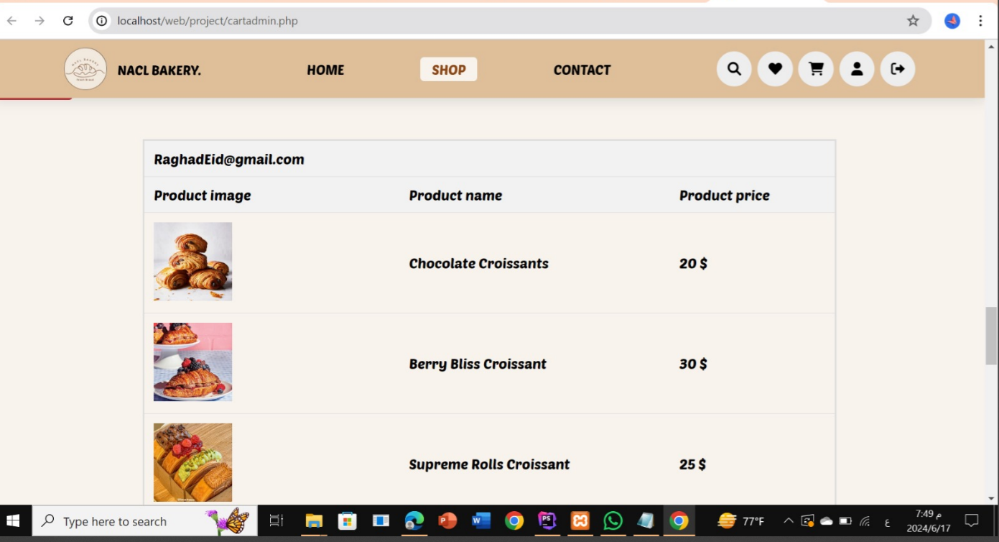 localhost/web/project/cartadmin.php
NACL BAKERY.
HOME
SHOP
CONTACT
RaghadEid@gmail.com
Product image
Product name
Product price
Chocolate Croissants
20 $
Berry Bliss Croissant
30 $
Supreme Rolls Croissant
25 $
Type here to search
77°F
ع
7:49 م
2024/6/17